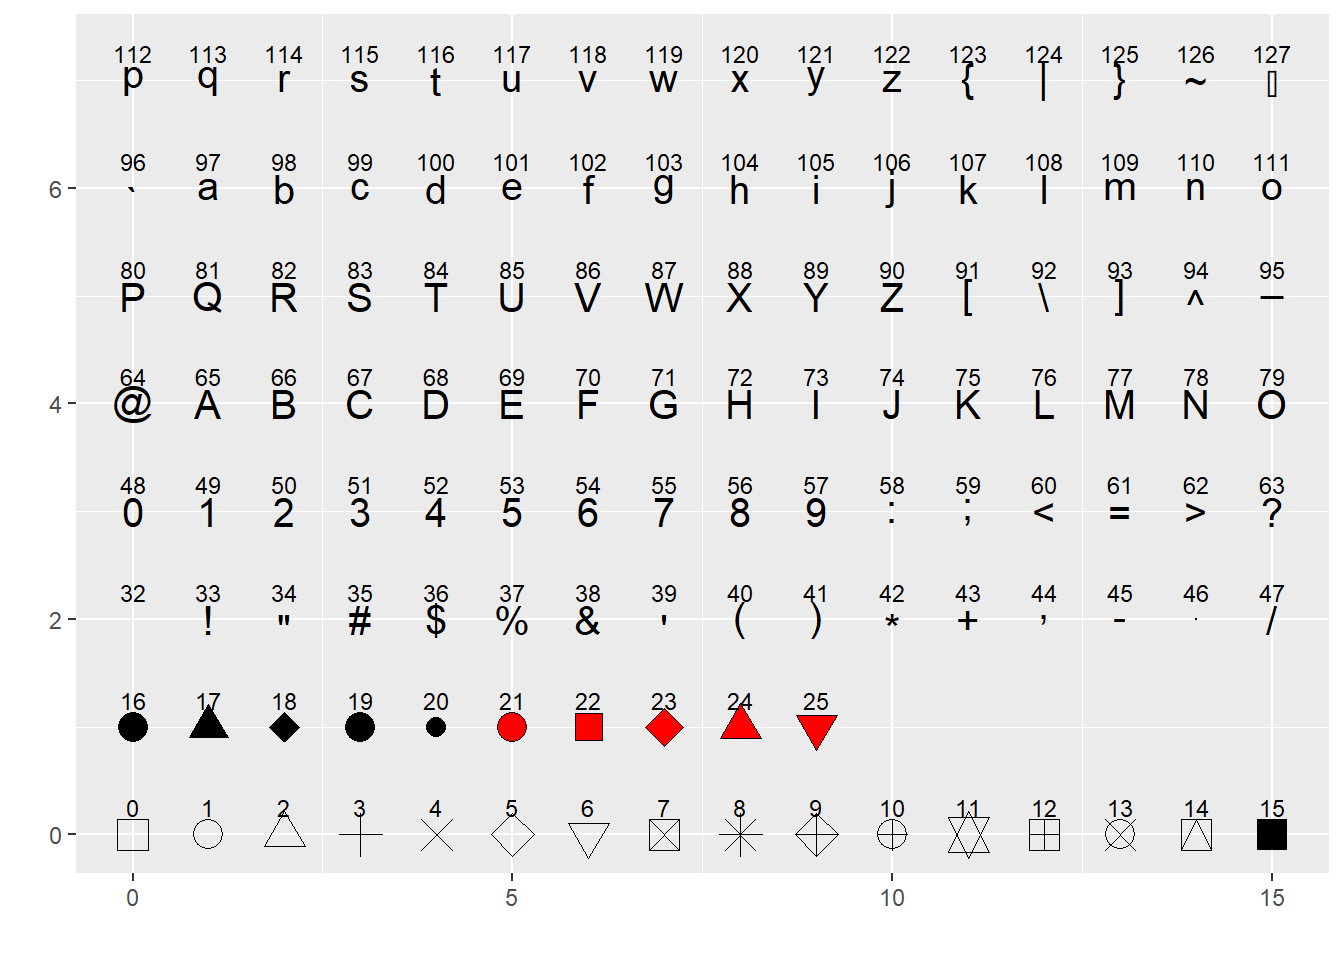 112 113 114 115 116 117 118 119 120 121 122 123 124 125 126 127
p q r s t u v w x y z { | } ~ ▯
96 97 98 99 100 101 102 103 104 105 106 107 108 109 110 111
6 ` a b c d e f g h i j k l m n o
80 81 82 83 84 85 86 87 88 89 90 91 92 93 94 95
P Q R S T U V W X Y Z [ \ ] ^ _
64 65 66 67 68 69 70 71 72 73 74 75 76 77 78 79
4 @ A B C D E F G H I J K L M N O
48 49 50 51 52 53 54 55 56 57 58 59 60 61 62 63
0 1 2 3 4 5 6 7 8 9 : ; < = > ?
32 33 34 35 36 37 38 39 40 41 42 43 44 45 46 47
2 ! " # $ % & ' ( ) * + , - . /
16 17 18 19 20 21 22 23 24 25
0 1 2 3 4 5 6 7 8 9 10 11 12 13 14 15
0
0 5 10 15